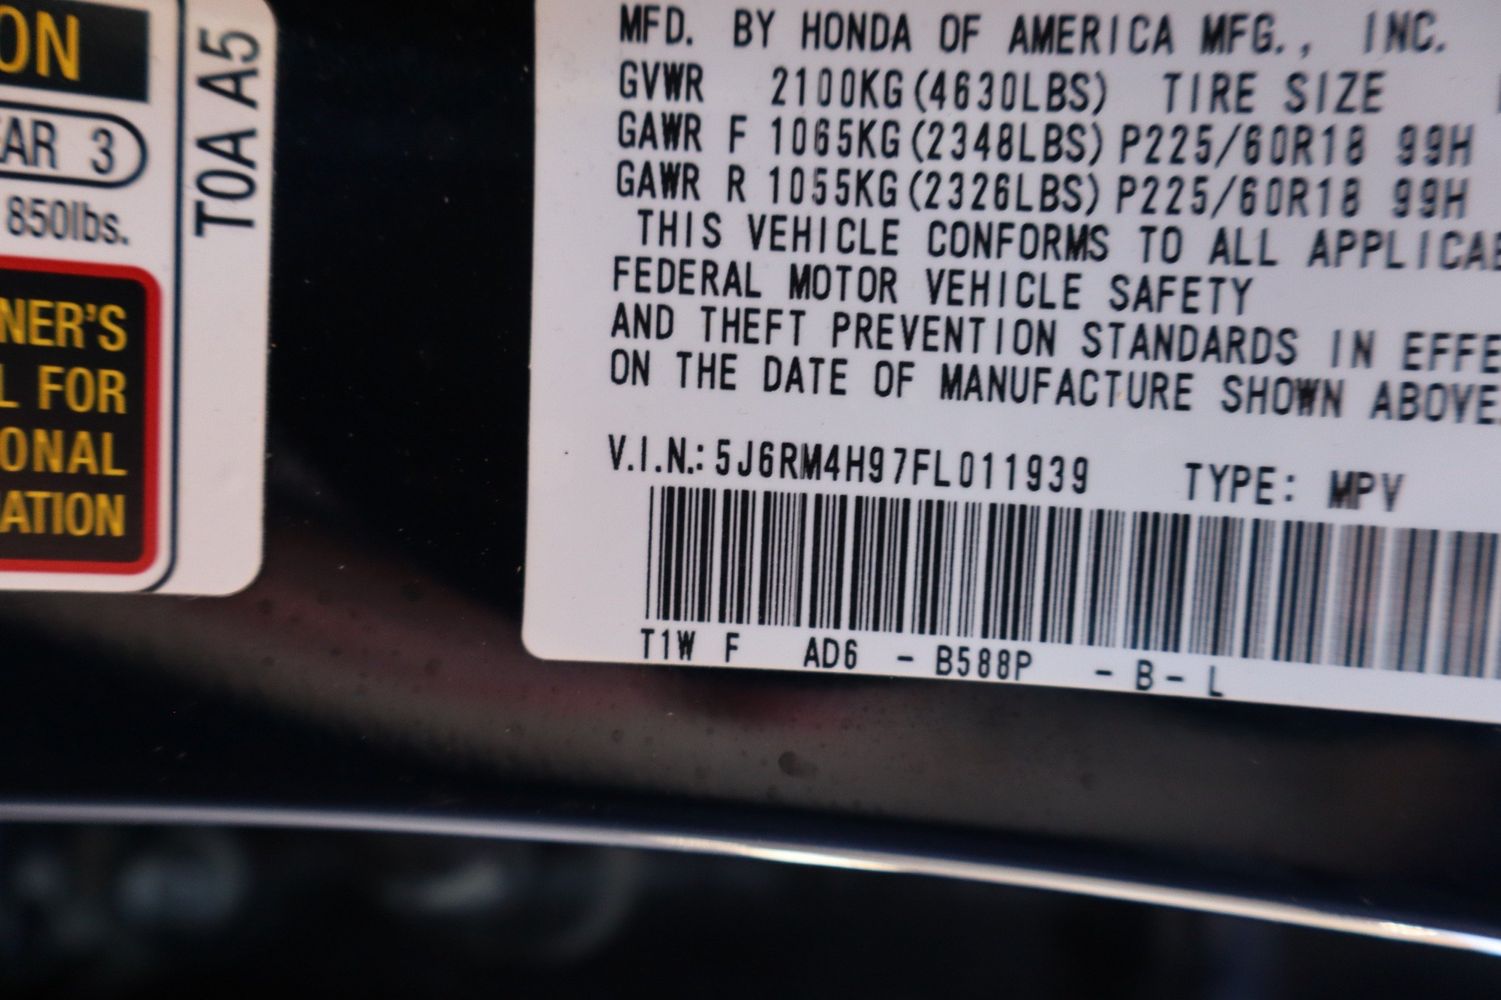 ON
AR 3
850lbs.
NER'S
L FOR
ONAL
ATION
T0A A5
MFD. BY HONDA OF AMERICA MFG., INC.
GVWR 2100KG(4630LBS) TIRE SIZE
GAWR F 1065KG(2348LBS) P225/60R18 99H
GAWR R 1055KG(2326LBS) P225/60R18 99H
THIS VEHICLE CONFORMS TO ALL APPLICAB
FEDERAL MOTOR VEHICLE SAFETY
AND THEFT PREVENTION STANDARDS IN EFFE
ON THE DATE OF MANUFACTURE SHOWN ABOVE.
V.I.N.: 5J6RM4H97FL011939 TYPE: MPV
T1W F AD6 - B588P - B- L